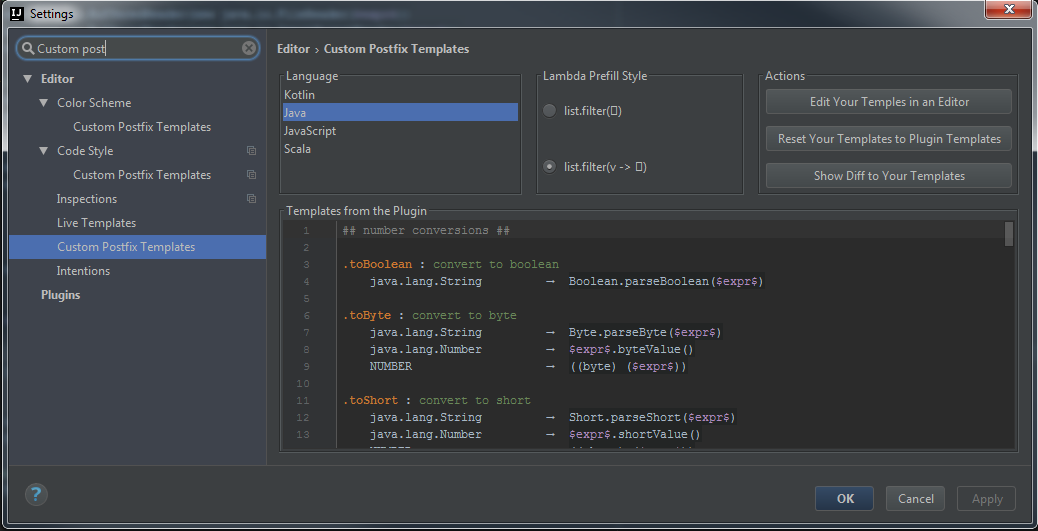 Settings
Custom post
Editor
Color Scheme
Custom Postfix Templates
Code Style
Custom Postfix Templates
Inspections
Live Templates
Custom Postfix Templates
Intentions
Plugins
Editor › Custom Postfix Templates
Language
Kotlin
Java
JavaScript
Scala
Lambda Prefill Style
list.filter(▯)
list.filter(v -> ▯)
Actions
Edit Your Temples in an Editor
Reset Your Templates to Plugin Templates
Show Diff to Your Templates
Templates from the Plugin
1 ## number conversions ##
2
3 .toBoolean : convert to boolean
4 java.lang.String → Boolean.parseBoolean($expr$)
5
6 .toByte : convert to byte
7 java.lang.String → Byte.parseByte($expr$)
8 java.lang.Number → $expr$.byteValue()
9 NUMBER → ((byte) ($expr$))
10
11 .toShort : convert to short
12 java.lang.String → Short.parseShort($expr$)
13 java.lang.Number → $expr$.shortValue()
?
OK
Cancel
Apply